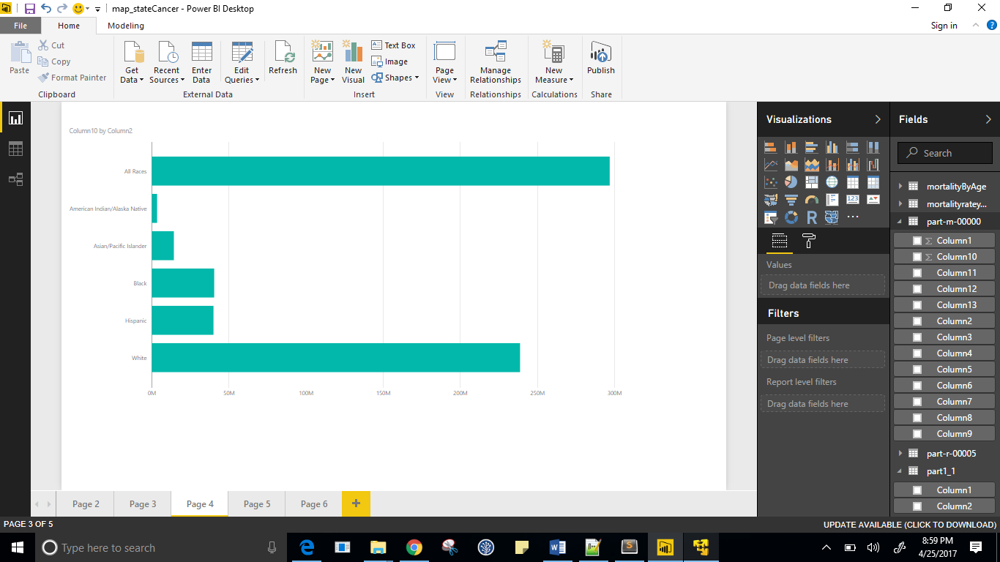 map_stateCancer - Power BI Desktop
File
Home
Modeling
Sign in
Paste
Cut
Copy
Format Painter
Clipboard
Get Data
Recent Sources
Enter Data
Edit Queries
Refresh
External Data
New Page
New Visual
Text Box
Image
Shapes
Insert
Page View
View
Manage Relationships
Relationships
New Measure
Calculations
Publish
Share
Column10 by Column2
All Races
American Indian/Alaska Native
Asian/Pacific Islander
Black
Hispanic
White
0M 50M 100M 150M 200M 250M 300M
Visualizations
R
123
Values
Drag data fields here
Filters
Page level filters
Drag data fields here
Report level filters
Drag data fields here
Fields
Search
mortalityByAge
mortalityratey...
part-m-00000
Column1
Column10
Column11
Column12
Column13
Column2
Column3
Column4
Column5
Column6
Column7
Column8
Column9
part-r-00005
part1_1
Column1
Column2
Page 2
Page 3
Page 4
Page 5
Page 6
PAGE 3 OF 5
UPDATE AVAILABLE (CLICK TO DOWNLOAD)
Type here to search
8:59 PM
4/25/2017